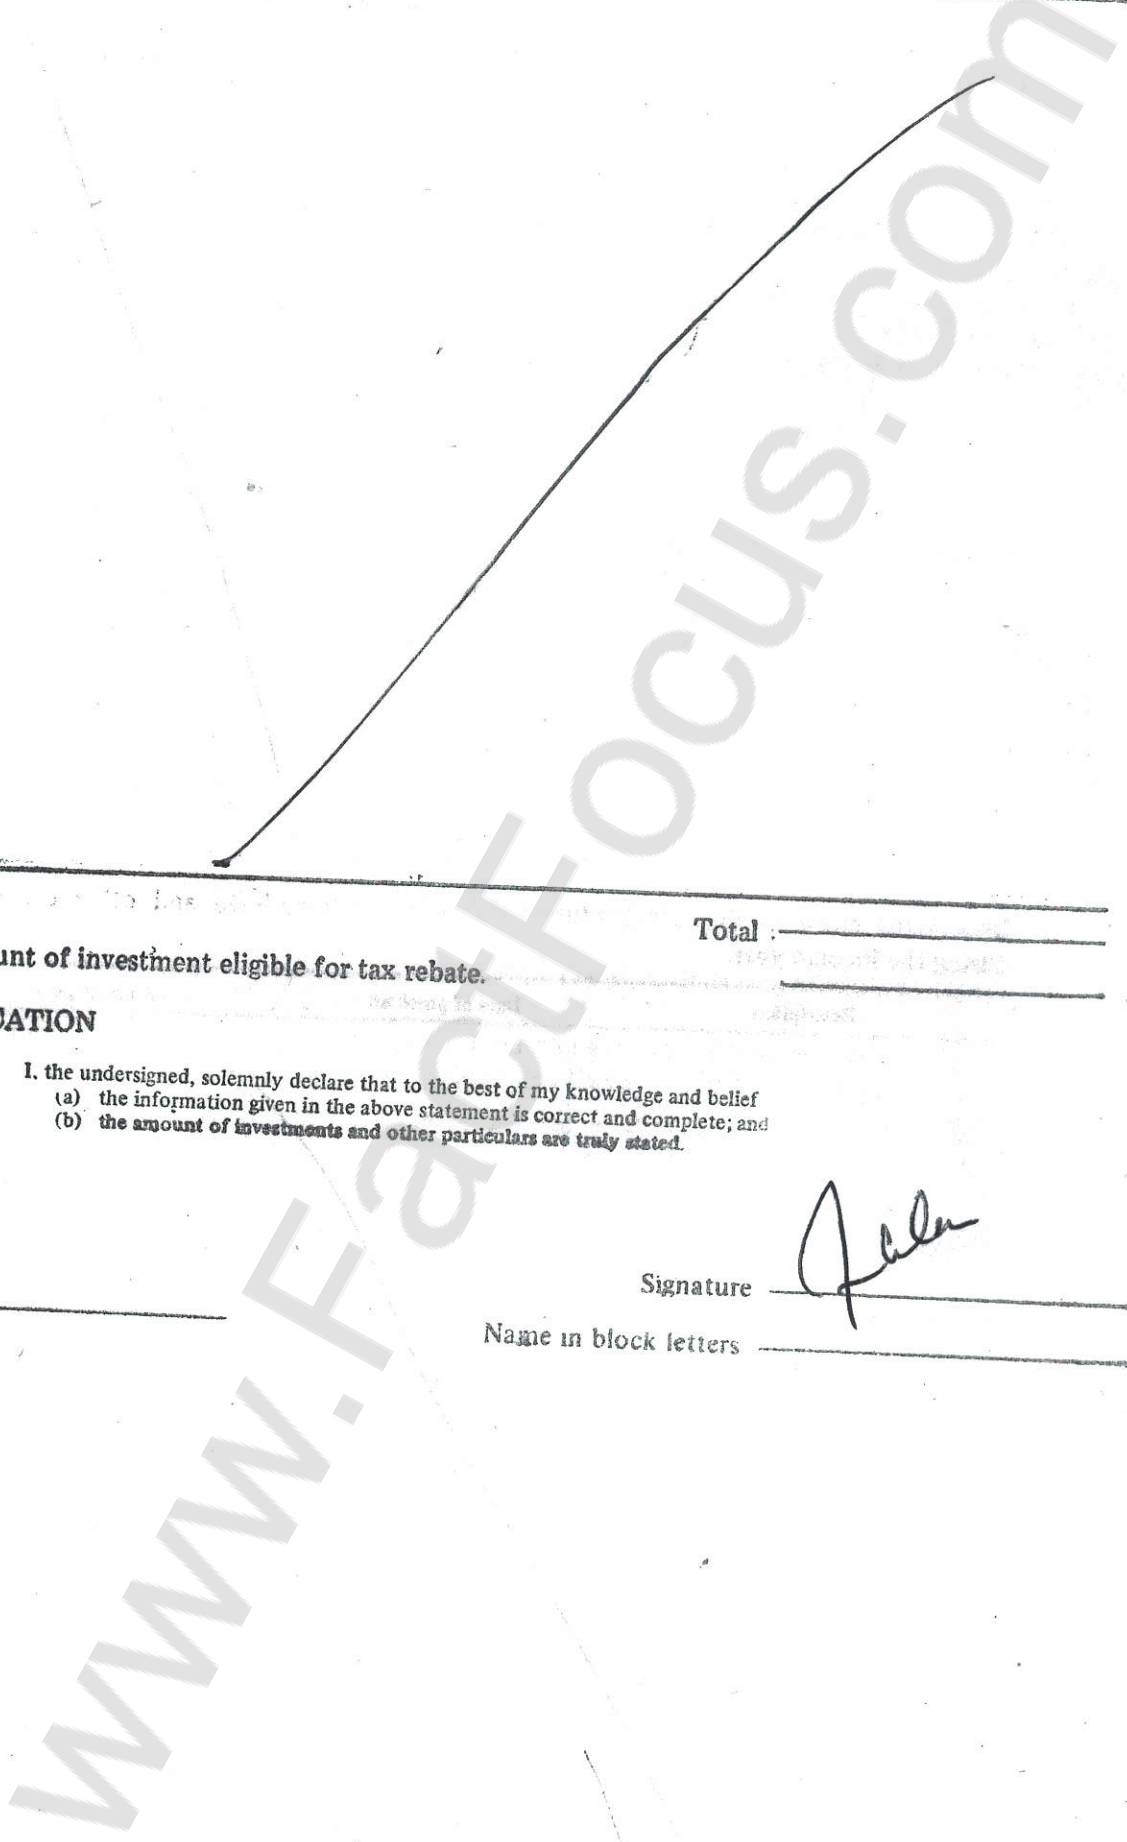 Total :
unt of investment eligible for tax rebate.
ATION
I. the undersigned, solemnly declare that to the best of my knowledge and belief
(a) the information given in the above statement is correct and complete; and
(b) the amount of investments and other particulars are truly stated.
Signature
Name in block letters
www.FactFocus.com